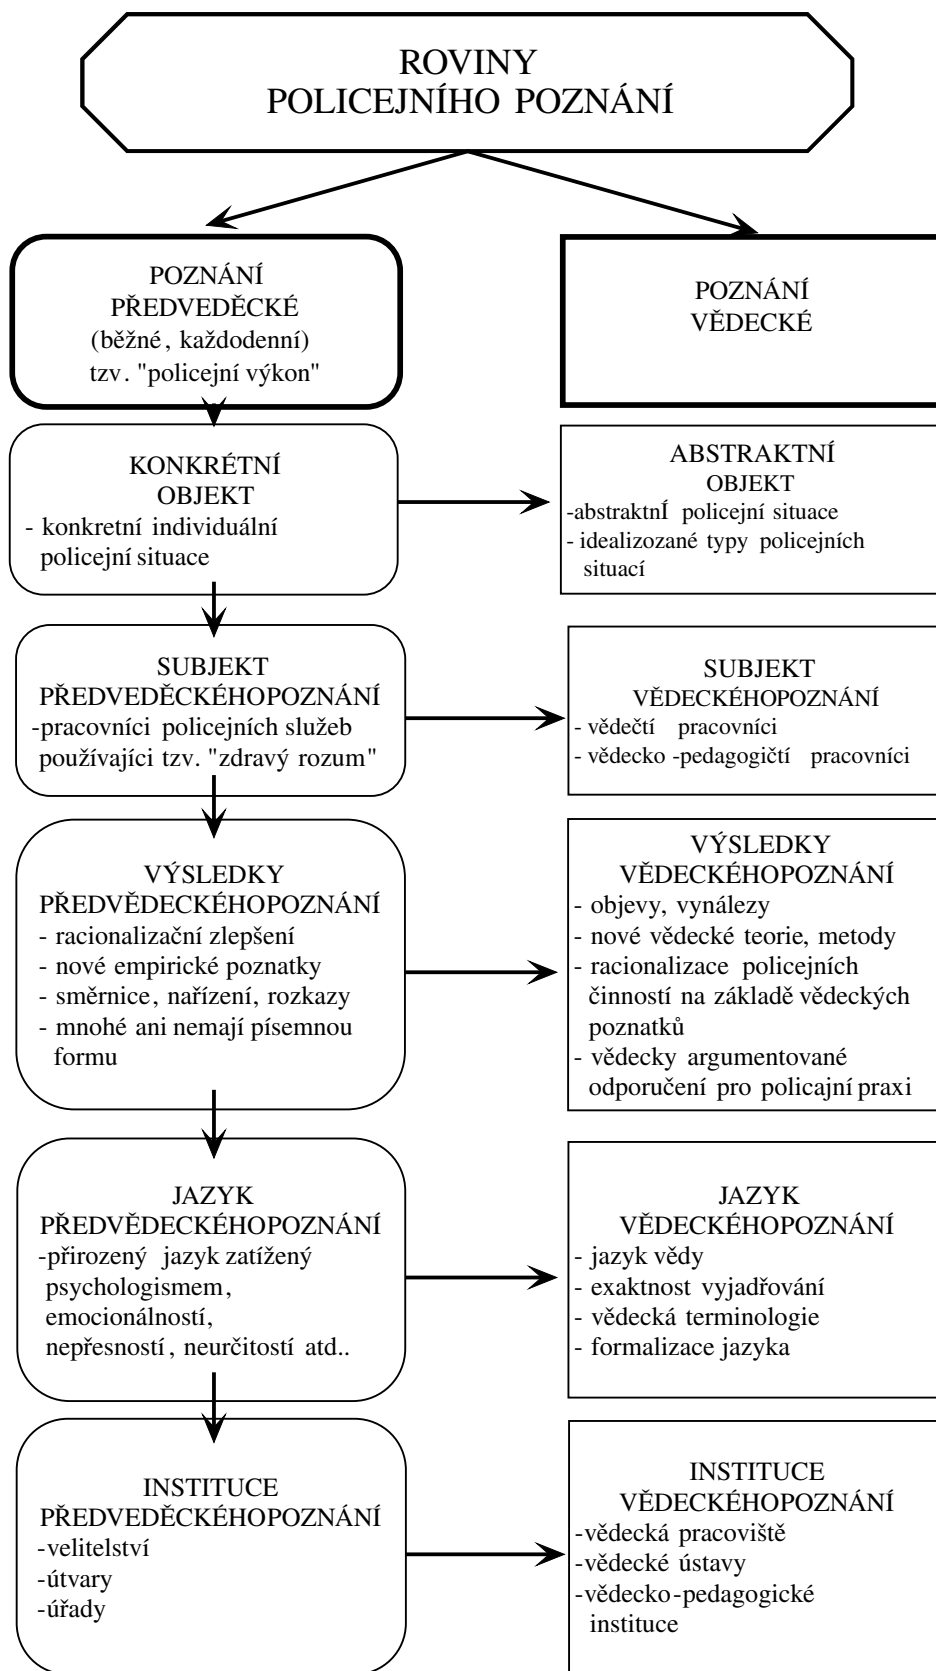 ROVINY
POLICEJNÍHO POZNÁNÍ
POZNÁNÍ
PŘEDVEDĚCKÉ
(běžné, každodenní)
tzv. "policejní výkon"
POZNÁNÍ
VĚDECKÉ
KONKRÉTNÍ
OBJEKT
- konkretní individuální
policejní situace
ABSTRAKTNÍ
OBJEKT
-abstraktnÍ policejní situace
- idealizozané typy policejních
situací
SUBJEKT
PŘEDVEDĚCKÉHOPOZNÁNÍ
-pracovníci policejních služeb
používajíci tzv. "zdravý rozum"
SUBJEKT
VĚDECKÉHOPOZNÁNÍ
- vědečtí pracovníci
- vědecko -pedagogičtí pracovníci
VÝSLEDKY
PŘEDVĚDECKÉHOPOZNÁNÍ
- racionalizační zlepšení
- nové empirické poznatky
- směrnice, nařízení, rozkazy
- mnohé ani nemají písemnou
formu
VÝSLEDKY
VĚDECKÉHOPOZNÁNÍ
- objevy, vynálezy
- nové vědecké teorie, metody
- racionalizace policejních
činností na základě vědeckých
poznatků
- vědecky argumentované
odporučení pro policajní praxi
JAZYK
PŘEDVĚDECKÉHOPOZNÁNÍ
-přirozený jazyk zatížený
psychologismem,
emocionálností,
nepřesností, neurčitostí atd..
JAZYK
VĚDECKÉHOPOZNÁNÍ
- jazyk vědy
- exaktnost vyjadřování
- vědecká terminologie
- formalizace jazyka
INSTITUCE
PŘEDVEDĚCKÉHOPOZNÁNÍ
-velitelství
-útvary
-úřady
INSTITUCE
VĚDECKÉHOPOZNÁNÍ
-vědecká pracoviště
-vědecké ústavy
-vědecko-pedagogické
instituce